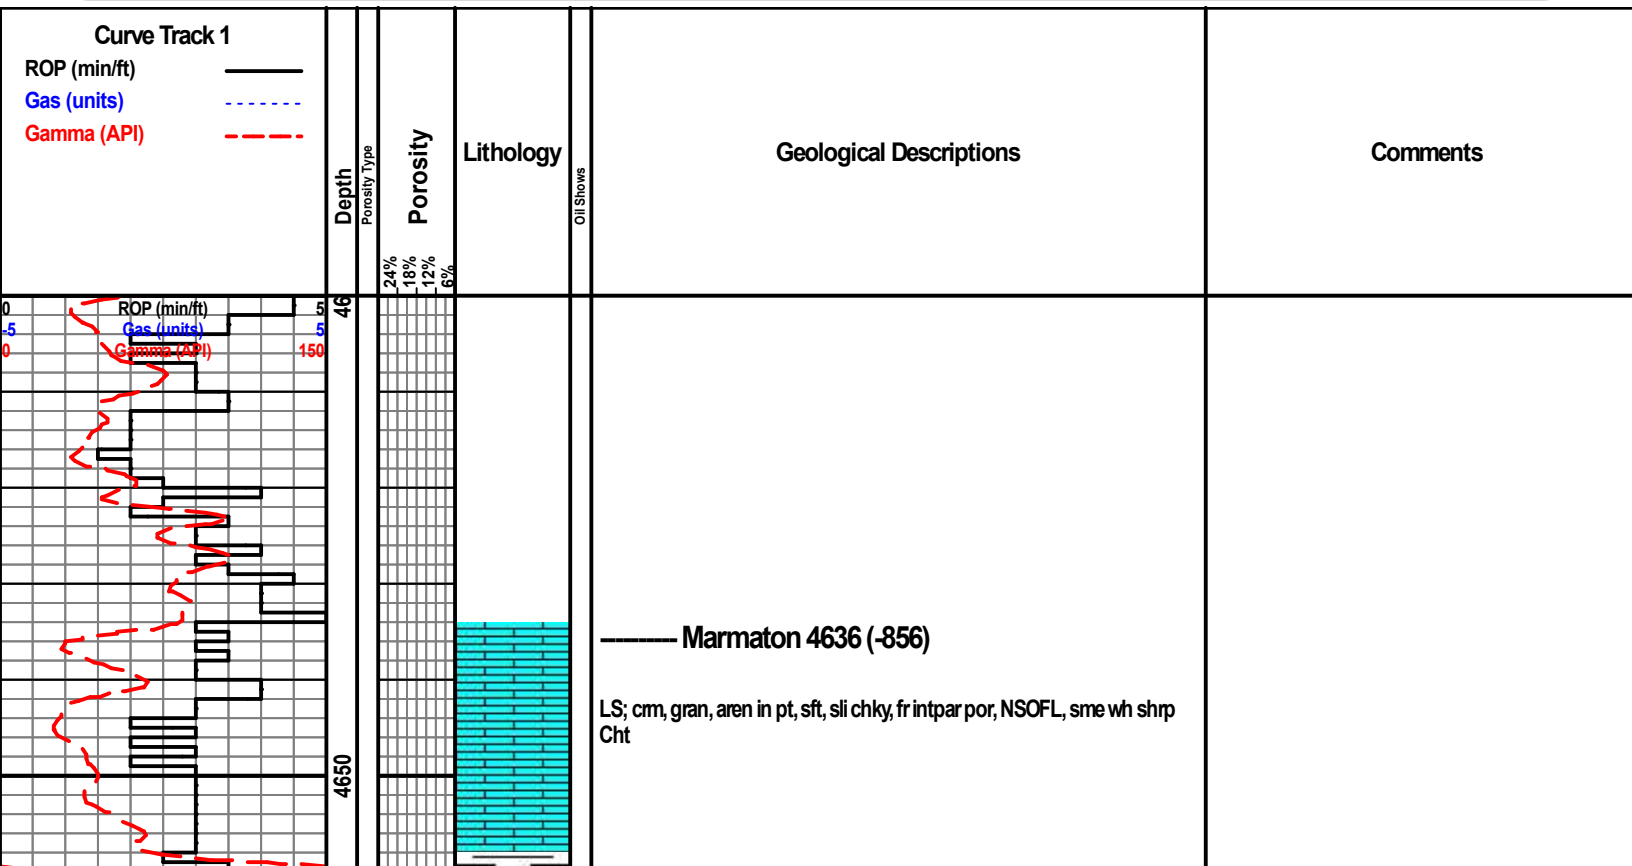 Curve Track 1
ROP (min/ft)
Gas (units)
Gamma (API)
Depth
Porosity Type
Porosity
24%
18%
12%
6%
Lithology
Oil Shows
Geological Descriptions
Comments
0 ROP (min/ft) 5
-5 Gas (units) 5
0 Gamma (API) 150
46
---------- Marmaton 4636 (-856)
LS; crm, gran, aren in pt, sft, sli chky, fr intpar por, NSOFL, sme wh shrp
Cht
4650